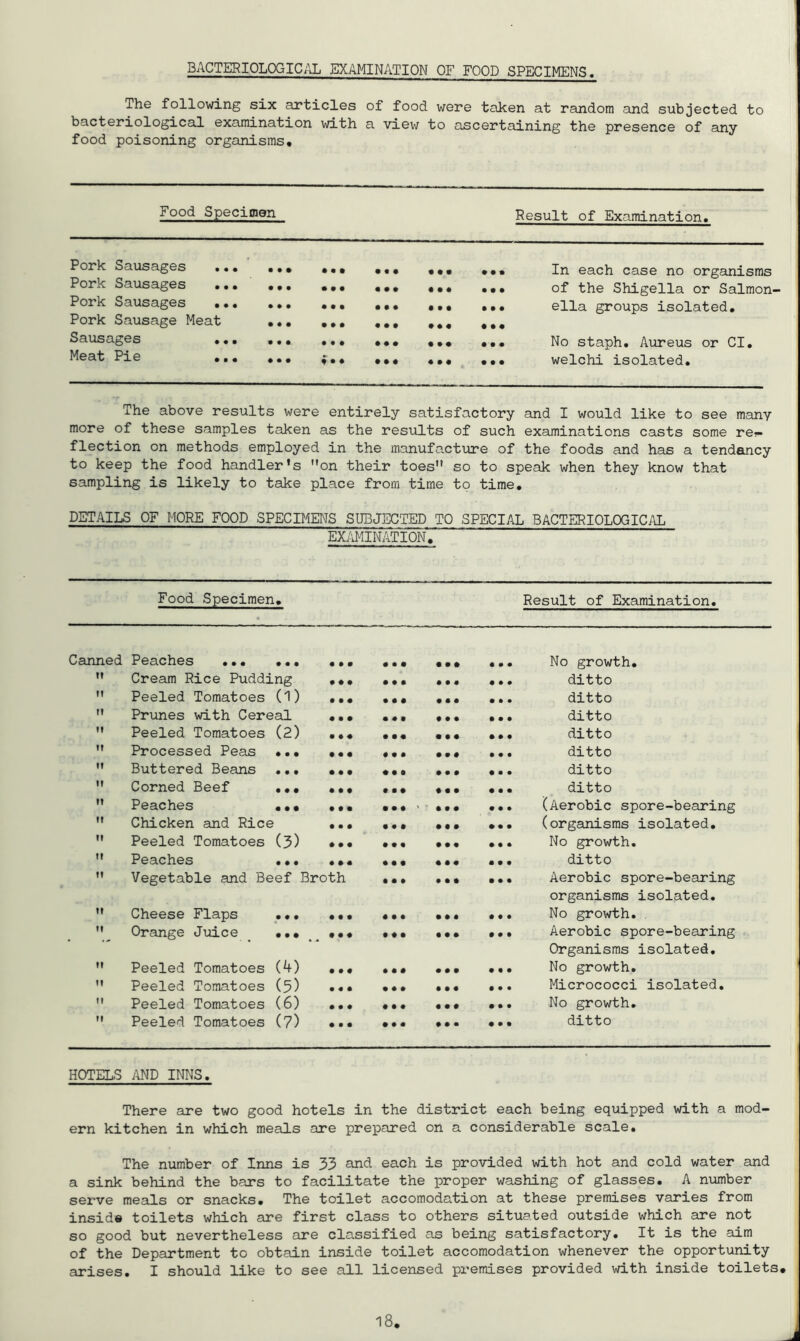 BACTERIOLOGICAL EXAMINATION OF FOOD SPECIMENS.
The following six articles of food were taken at random and subjected to
bacteriological examination with a view to ascertaining the presence of any
food poisoning organisms.
Food Specimen Result of Examination.
Pork Sausages ... ... ... ... ... ... In each case no organisms
Pork Sausages ... ... ... ... ... ... of the Shigella or Salmon-
Pork Sausages ... ... ... ... ... ... ella groups isolated.
Pork Sausage Meat ... ... ... ... ...
Sausages ... ... ... ... ... ... No staph. Aureus or CI.
Meat Pie ... ... ... ... ... ... welchi isolated.
The above results were entirely satisfactory and I would like to see many
more of these samples taken as the results of such examinations casts some re-
flection on methods employed in the manufacture of the foods and has a tendancy
to keep the food handler's "on their toes" so to speak when they know that
sampling is likely to take place from time to time.
DETAILS OF MORE FOOD SPECIMENS SUBJECTED TO SPECIAL BACTERIOLOGICAL
EXAMINATION.
Food Specimen. Result of Examination.
Canned Peaches ... ... ... ... ... ... No growth.
" Cream Rice Pudding ... ... ... ... ditto
" Peeled Tomatoes (1) ... ... ... ... ditto
" Prunes with Cereal ... ... ... ... ditto
" Peeled Tomatoes (2) ... ... ... ... ditto
" Processed Peas ... ... ... ... ... ditto
" Buttered Beans ... ... ... ... ... ditto
" Corned Beef ... ... ... ... ... ditto
" Peaches ... ... ... ... ... (Aerobic spore-bearing
" Chicken and Rice ... ... ... ... (organisms isolated.
" Peeled Tomatoes (3) ... ... ... ... No growth.
" Peaches ... ... ... ... ... ditto
" Vegetable and Beef Broth ... ... ... Aerobic spore-bearing
organisms isolated.
" Cheese Flaps ... ... ... ... ... No growth.
" Orange Juice ... ... ... ... ... Aerobic spore-bearing
Organisms isolated.
" Peeled Tomatoes (4) ... ... ... ... No growth.
" Peeled Tomatoes (5) ... ... ... ... Micrococci isolated.
" Peeled Tomatoes (6) ... ... ... ... No growth.
" Peeled Tomatoes (7) ... ... ... ... ditto
HOTELS AND INNS.
There are two good hotels in the district each being equipped with a mod-
ern kitchen in which meals are prepared on a considerable scale.
The number of Inns is 33 and each is provided with hot and cold water and
a sink behind the bars to facilitate the proper washing of glasses. A number
serve meals or snacks. The toilet accomodation at these premises varies from
inside toilets which are first class to others situated outside which are not
so good but nevertheless are classified as being satisfactory. It is the aim
of the Department to obtain inside toilet accomodation whenever the opportunity
arises. I should like to see all licensed premises provided with inside toilets.
18.